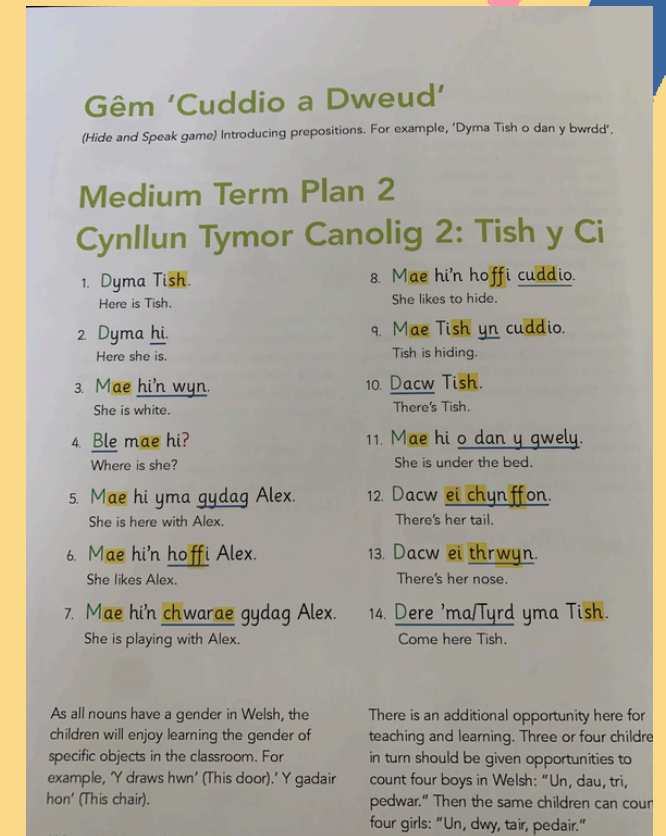 Gêm ‘Cuddio a Dweud’
(Hide and Speak game) Introducing prepositions. For example, ‘Dyma Tish o dan y bwrdd’.
Medium Term Plan 2
Cynllun Tymor Canolig 2: Tish y Ci
1. Dyma Tish.
Here is Tish.
2. Dyma hi.
Here she is.
3. Mae hi’n wyn.
She is white.
4. Ble mae hi?
Where is she?
5. Mae hi yma gydag Alex.
She is here with Alex.
6. Mae hi’n hoffi Alex.
She likes Alex.
7. Mae hi’n chwarae gydag Alex.
She is playing with Alex.
8. Mae hi’n hoffi cuddio.
She likes to hide.
9. Mae Tish yn cuddio.
Tish is hiding.
10. Dacw Tish.
There’s Tish.
11. Mae hi o dan y gwely.
She is under the bed.
12. Dacw ei chynffon.
There’s her tail.
13. Dacw ei thrwyn.
There’s her nose.
14. Dere ’ma/Tyrd yma Tish.
Come here Tish.
As all nouns have a gender in Welsh, the
children will enjoy learning the gender of
specific objects in the classroom. For
example, ‘Y draws hwn’ (This door).’ Y gadair
hon’ (This chair).
There is an additional opportunity here for
teaching and learning. Three or four childre
in turn should be given opportunities to
count four boys in Welsh: “Un, dau, tri,
pedwar.” Then the same children can coun
four girls: “Un, dwy, tair, pedair.”